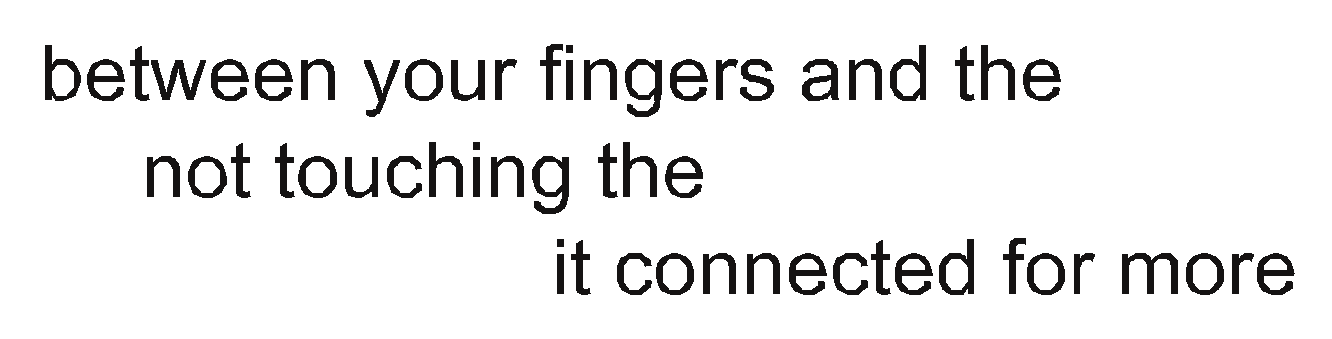 between your fingers and the
not touching the
it connected for more